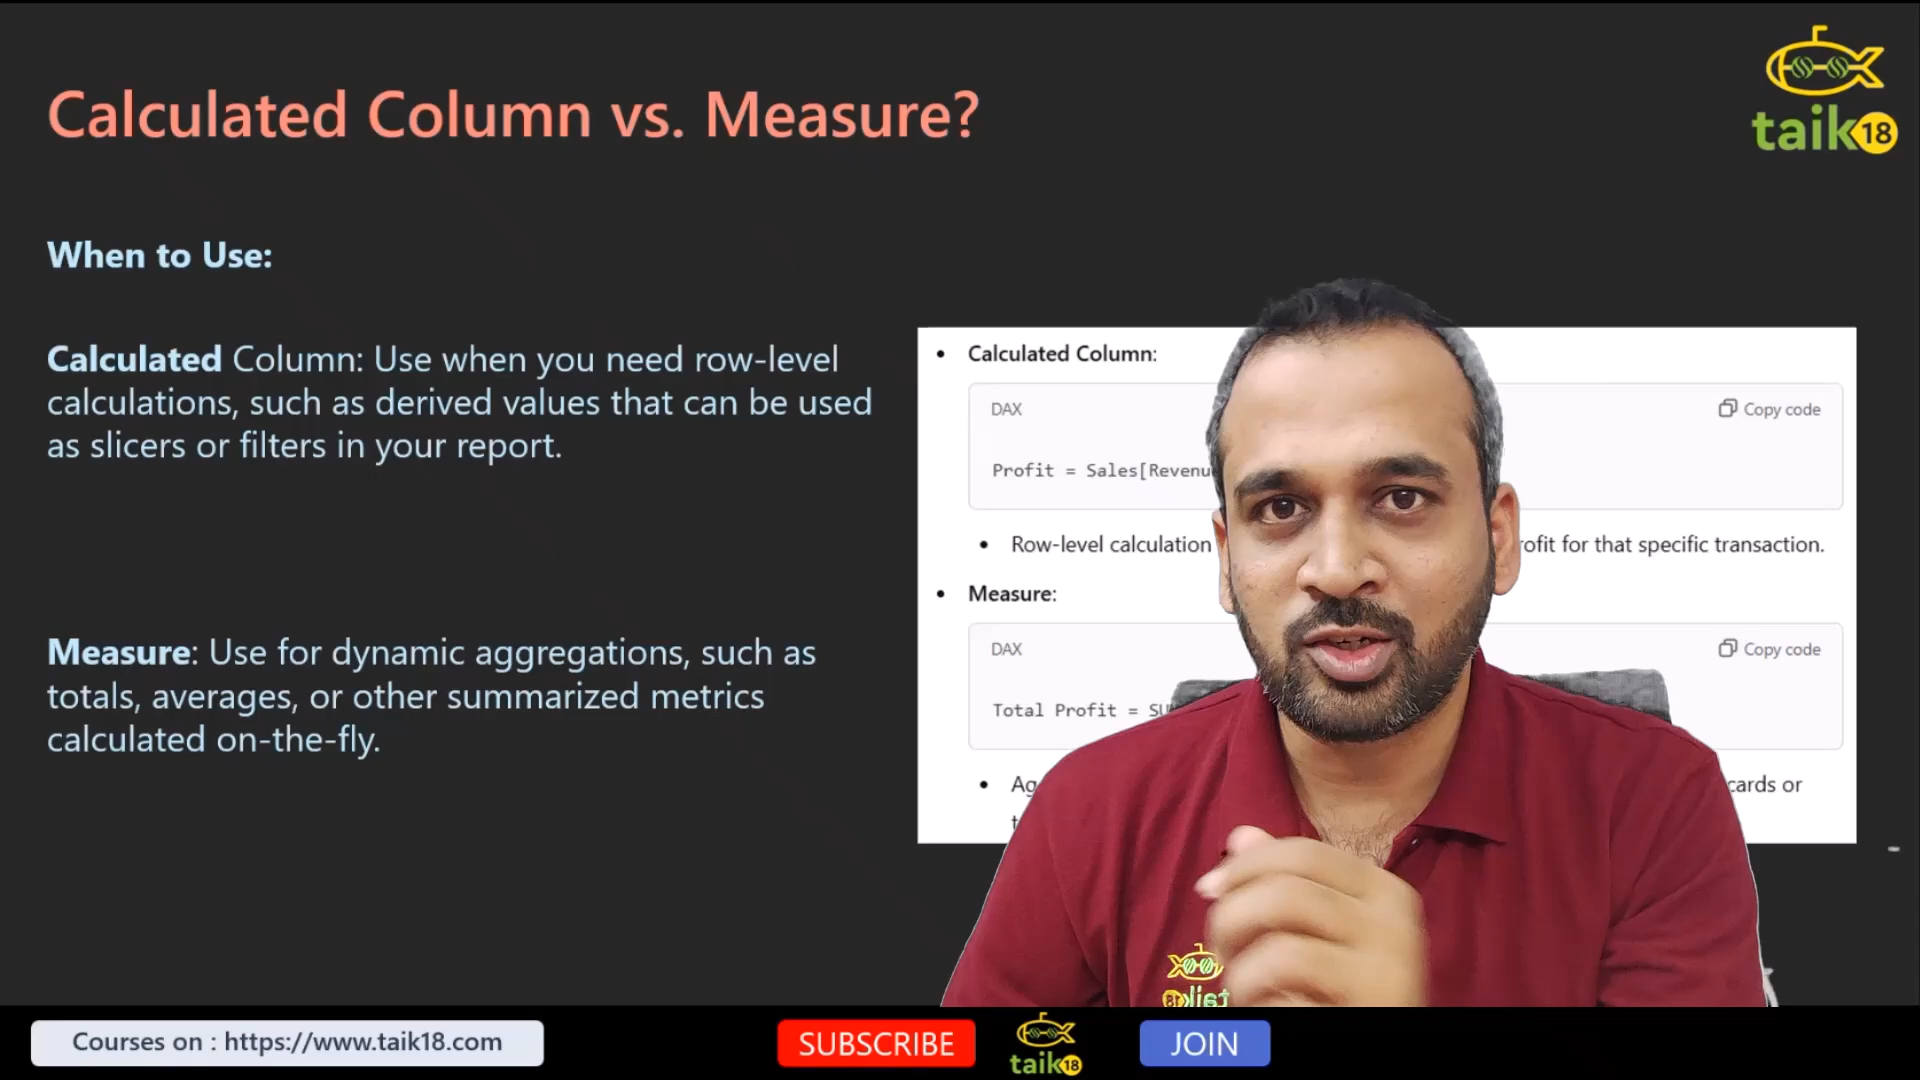 Calculated Column vs. Measure?
taik18
When to Use:
Calculated Column: Use when you need row-level
calculations, such as derived values that can be used
as slicers or filters in your report.
Measure: Use for dynamic aggregations, such as
totals, averages, or other summarized metrics
calculated on-the-fly.
Calculated Column:
DAX
Copy code
Profit = Sales[Revenu
Row-level calculation
rofit for that specific transaction.
Measure:
DAX
Copy code
Total Profit = SU
cards or
taik18
Courses on : https://www.taik18.com
SUBSCRIBE
taik18
JOIN